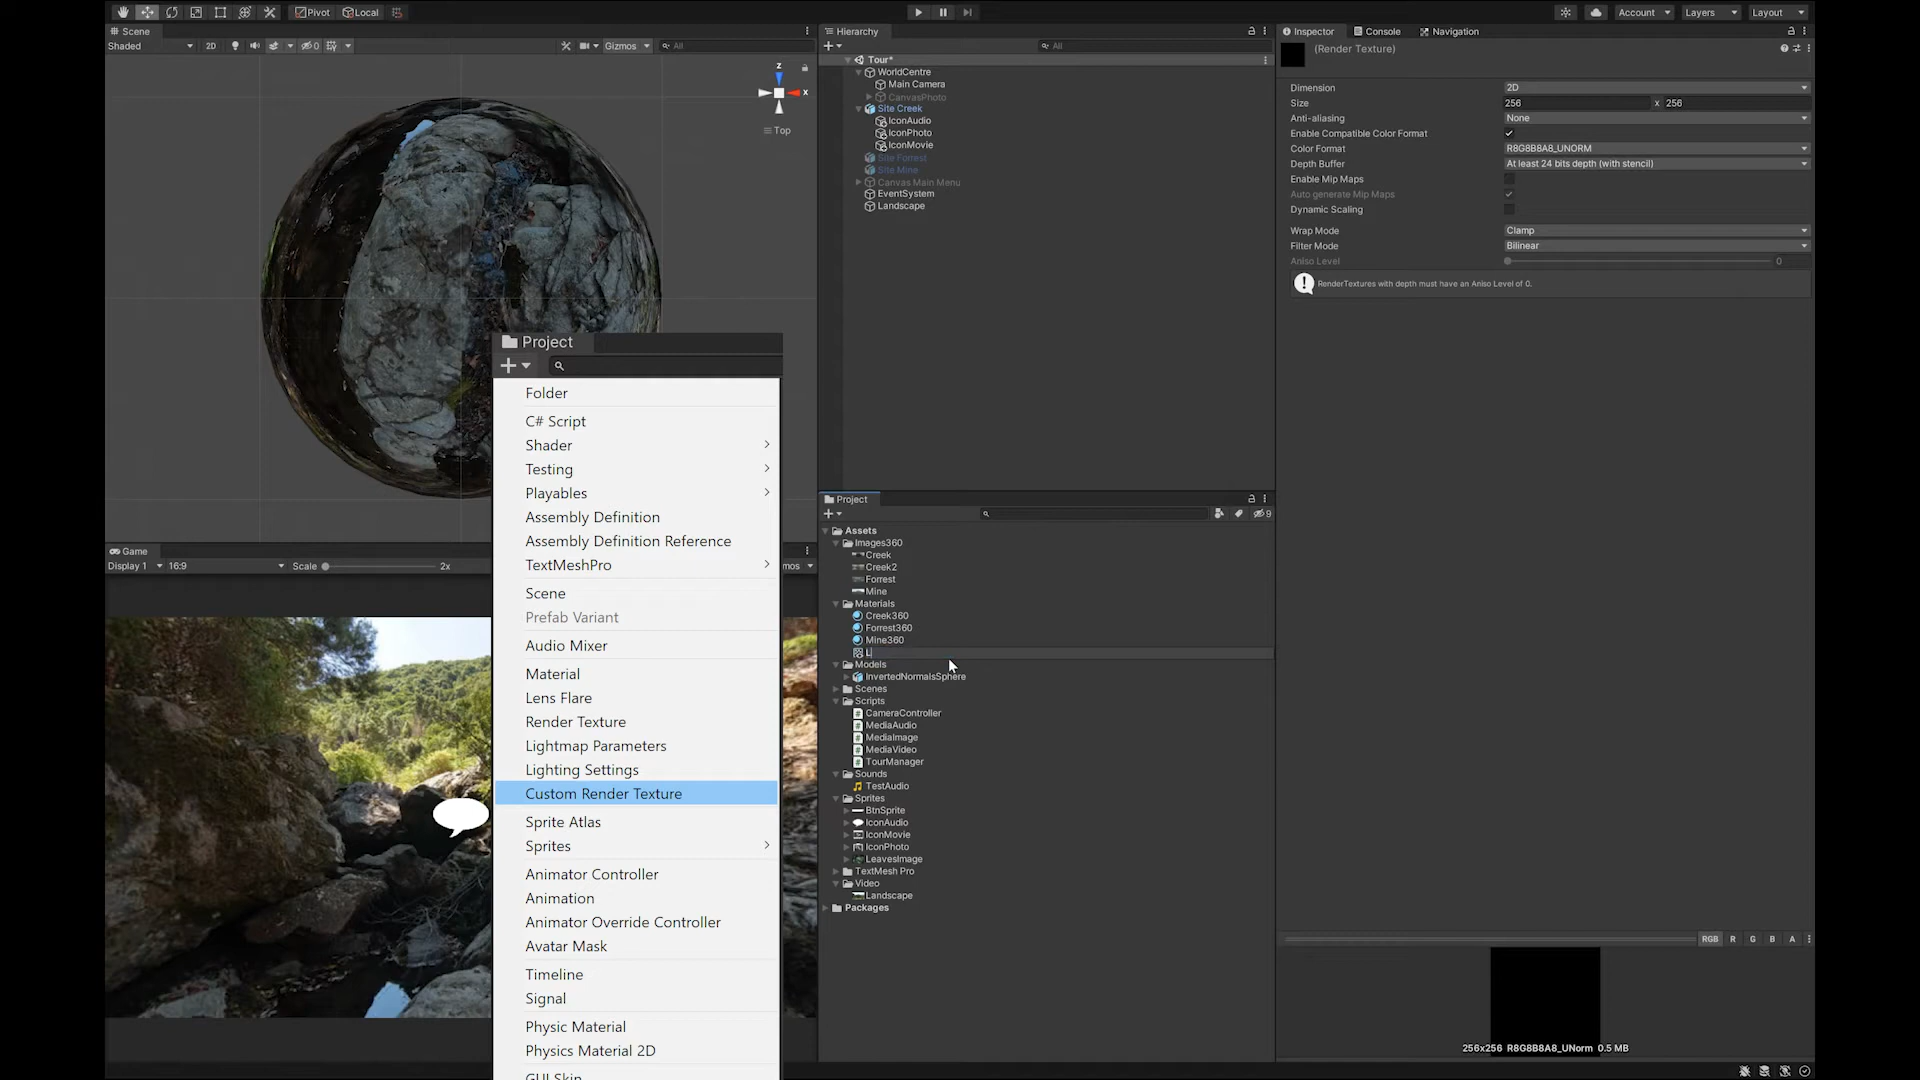 Pivot Local Account Layers Layout
Scene
Shaded 2D 0 Gizmos All
z
x
Top
Game
Display 1 16:9 Scale 2x mos
Project
Folder
C# Script
Shader
Testing
Playables
Assembly Definition
Assembly Definition Reference
TextMeshPro
Scene
Prefab Variant
Audio Mixer
Material
Lens Flare
Render Texture
Lightmap Parameters
Lighting Settings
Custom Render Texture
Sprite Atlas
Sprites
Animator Controller
Animation
Animator Override Controller
Avatar Mask
Timeline
Signal
Physic Material
Physics Material 2D
GUI Skin
Hierarchy
All
Tour*
WorldCentre
Main Camera
CanvasPhoto
Site Creek
IconAudio
IconPhoto
IconMovie
Site Forrest
Site Mine
Canvas Main Menu
EventSystem
Landscape
Project
9
Assets
Images360
Creek
Creek2
Forrest
Mine
Materials
Creek360
Forrest360
Mine360
L
Models
InvertedNormalsSphere
Scenes
Scripts
CameraController
MediaAudio
MediaImage
MediaVideo
TourManager
Sounds
TestAudio
Sprites
BtnSprite
IconAudio
IconMovie
IconPhoto
LeavesImage
TextMesh Pro
Video
Landscape
Packages
Inspector Console Navigation
(Render Texture)
Dimension 2D
Size 256 x 256
Anti-aliasing None
Enable Compatible Color Format
Color Format R8G8B8A8_UNORM
Depth Buffer At least 24 bits depth (with stencil)
Enable Mip Maps
Auto generate Mip Maps
Dynamic Scaling
Wrap Mode Clamp
Filter Mode Bilinear
Aniso Level 0
RenderTextures with depth must have an Aniso Level of 0.
RGB R G B A
256x256 R8G8B8A8_UNorm 0.5 MB